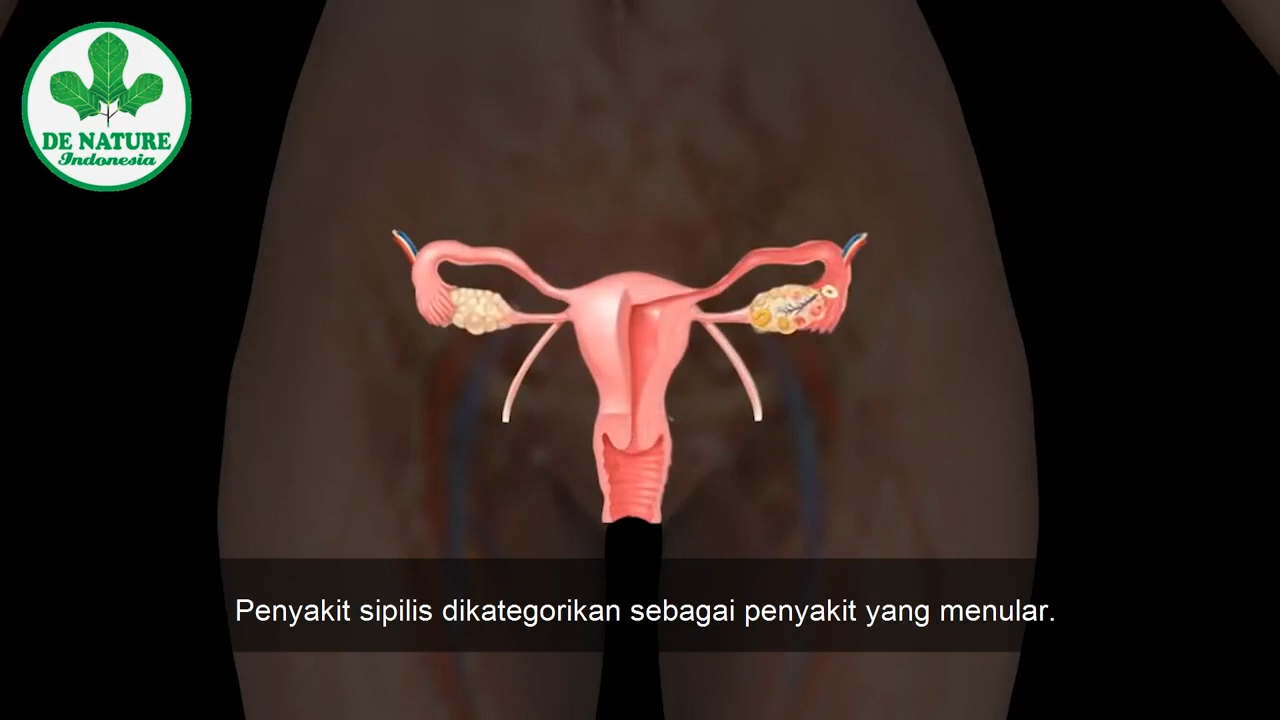 DE NATURE
Indonesia
Penyakit sipilis dikategorikan sebagai penyakit yang menular.